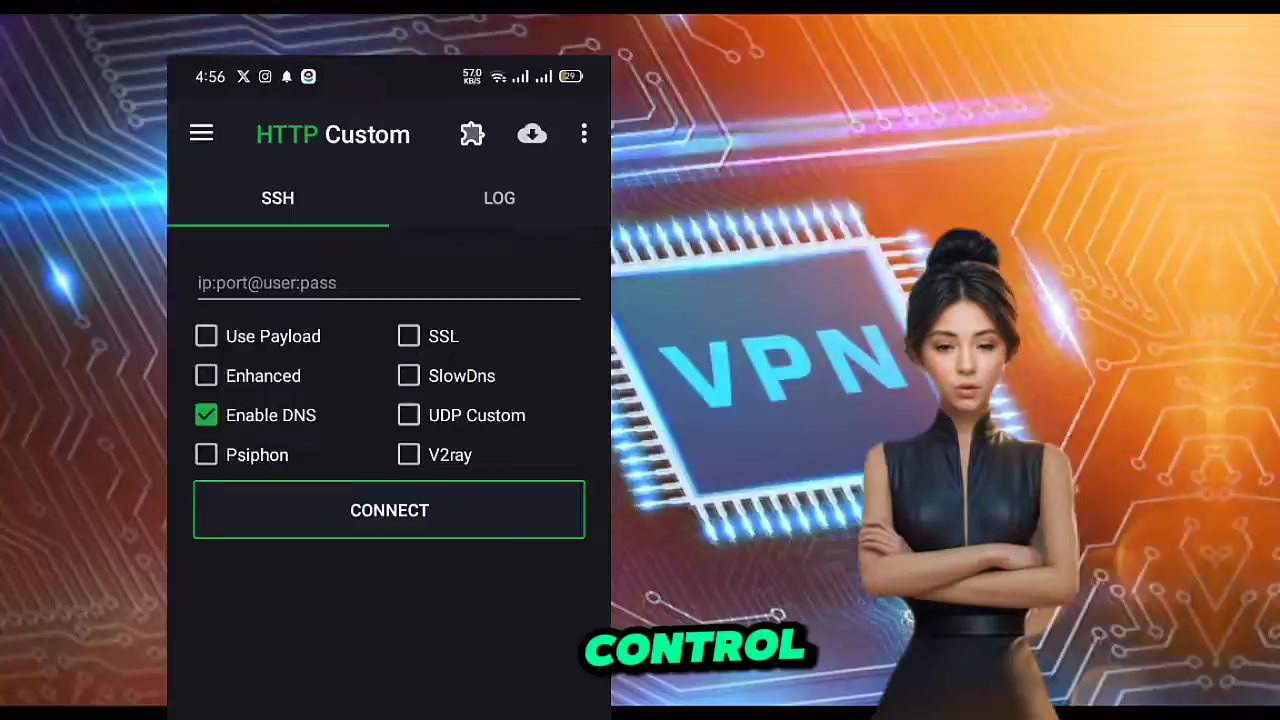 4:56
57.0
KB/S
29
HTTP Custom
SSH
LOG
ip:port@user:pass
Use Payload
SSL
Enhanced
SlowDns
Enable DNS
UDP Custom
Psiphon
V2ray
CONNECT
VPN
CONTROL